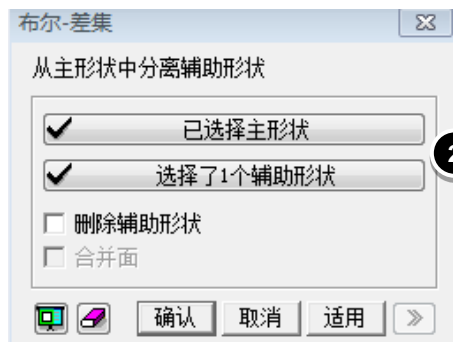 布尔-差集
从主形状中分离辅助形状
已选择主形状
选择了1个辅助形状
2
删除辅助形状
合并面
确认 取消 适用